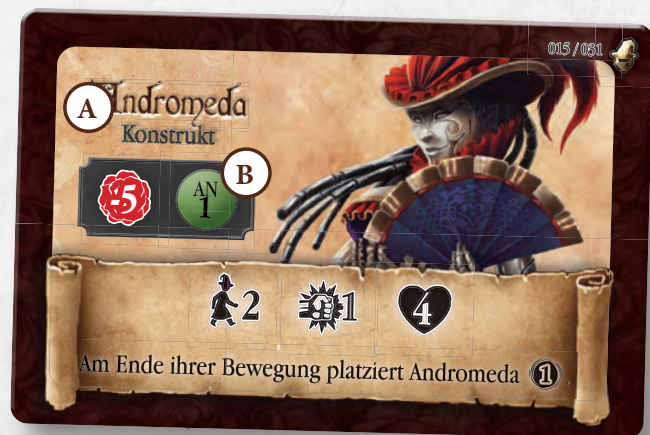 015 / 031
A
Andromeda
Konstrukt
B
-5
AN
1
2
1
4
Am Ende ihrer Bewegung platziert Andromeda 1.